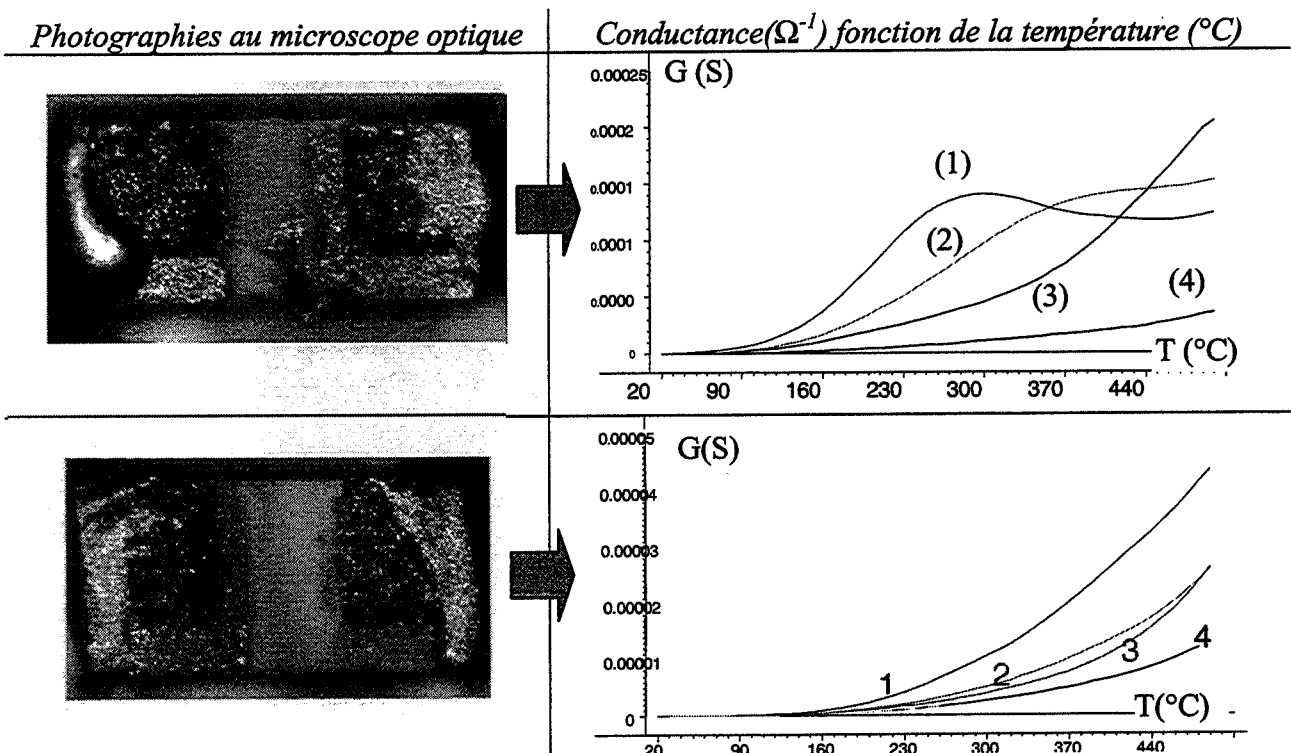 Photographies au microscope optique
Conductance(Ω⁻¹) fonction de la température (°C)
0.00025
G (S)
0.0002
0.0001
0.0001
0.0000
0
(1)
(2)
(3)
(4)
T (°C)
20 90 160 230 300 370 440
0.00005
G(S)
0.00004
0.00003
0.00002
0.00001
0
1
2
3
4
T(°C)
20 90 160 230 300 370 440